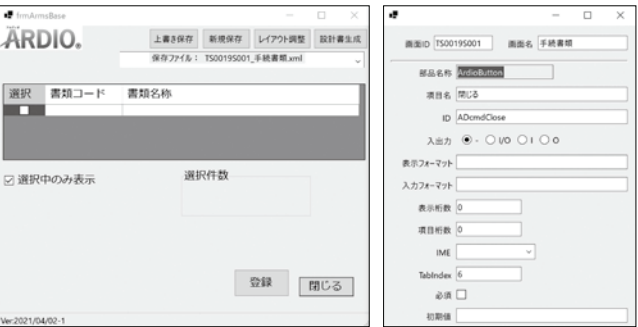 frmArmsBase
ARDIO.
上書き保存 新規保存 レイアウト調整 設計書生成
保存ファイル： TS0019S001_手続書類.xml
選択 書類コード 書類名称
選択中のみ表示
選択件数
登録 閉じる
Ver:2021/04/02-1
画面ID TS0019S001 画面名 手続書類
部品名称 ArdioButton
項目名 閉じる
ID ADcmdClose
入出力 - I/O I O
表示フォーマット
入力フォーマット
表示桁数 0
項目桁数 0
IME
TabIndex 6
必須
初期値